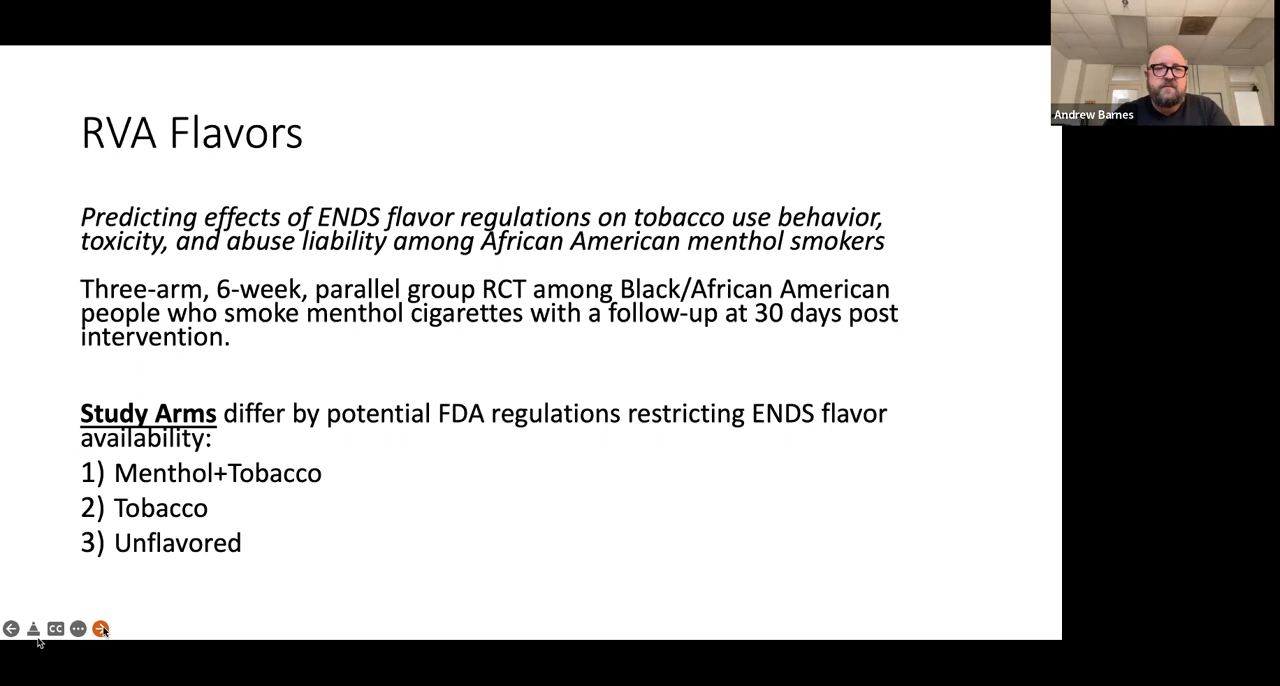 RVA Flavors
Predicting effects of ENDS flavor regulations on tobacco use behavior,
toxicity, and abuse liability among African American menthol smokers
Three-arm, 6-week, parallel group RCT among Black/African American
people who smoke menthol cigarettes with a follow-up at 30 days post
intervention.
Study Arms differ by potential FDA regulations restricting ENDS flavor
availability:
1) Menthol+Tobacco
2) Tobacco
3) Unflavored
CC
Andrew Barnes